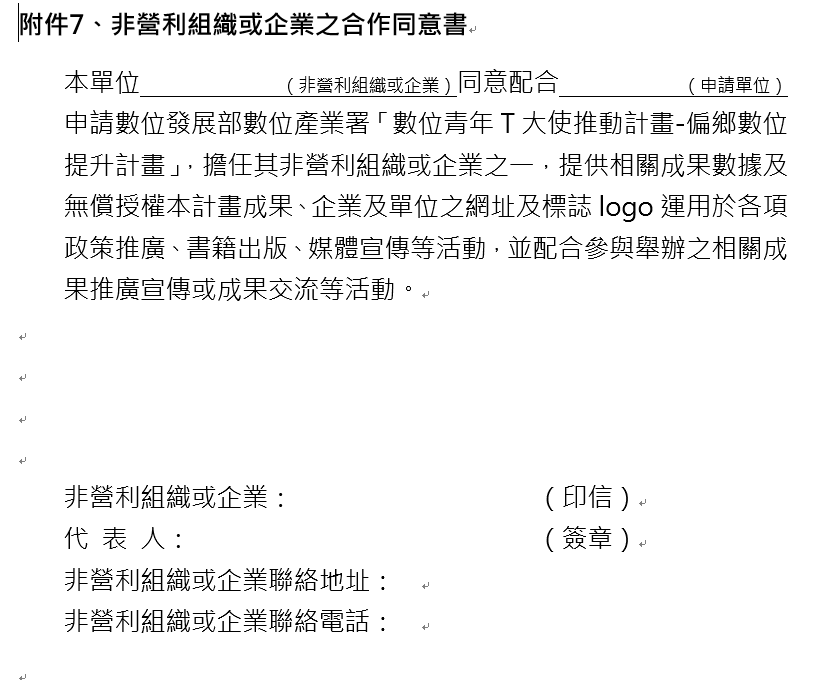 附件7、非營利組織或企業之合作同意書
本單位＿＿＿＿＿＿（非營利組織或企業）同意配合＿＿＿＿＿＿（申請單位）
申請數位發展部數位產業署「數位青年 T 大使推動計畫-偏鄉數位
提升計畫」，擔任其非營利組織或企業之一，提供相關成果數據及
無償授權本計畫成果、企業及單位之網址及標誌 logo 運用於各項
政策推廣、書籍出版、媒體宣傳等活動，並配合參與舉辦之相關成
果推廣宣傳或成果交流等活動。
非營利組織或企業：（印信）
代 表 人：（簽章）
非營利組織或企業聯絡地址：
非營利組織或企業聯絡電話：